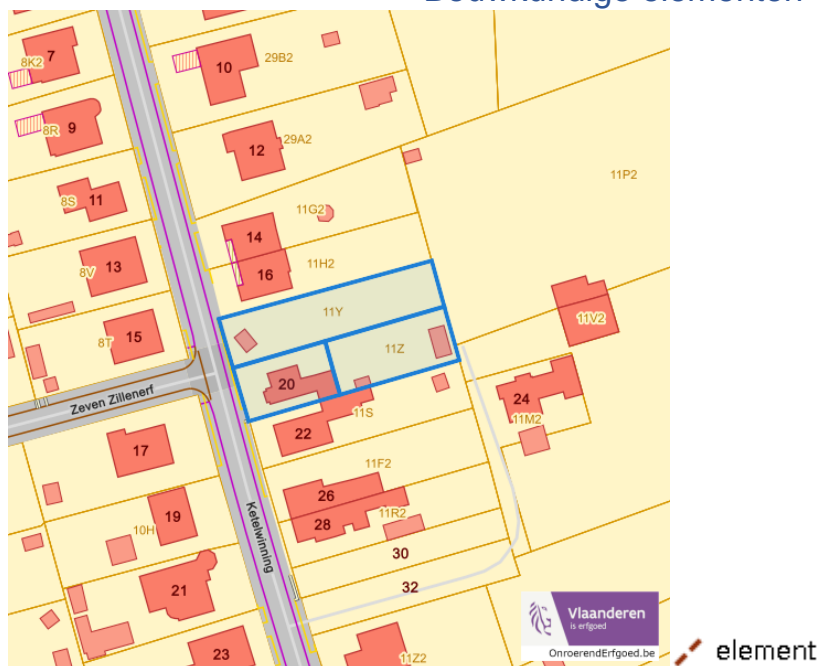 7
8K2
10
29B2
9
8R
12
29A2
11
8S
11P2
14
11G2
13
8V
16
11H2
11Y
15
8T
11Z
11V2
20
Zeven Zillenerf
24
11M2
22
11S
17
11F2
26
28
11R2
19
10H
Ketelwinning
30
32
21
23
11Z2
Vlaanderen
is erfgoed
OnroerendErfgoed.be
element